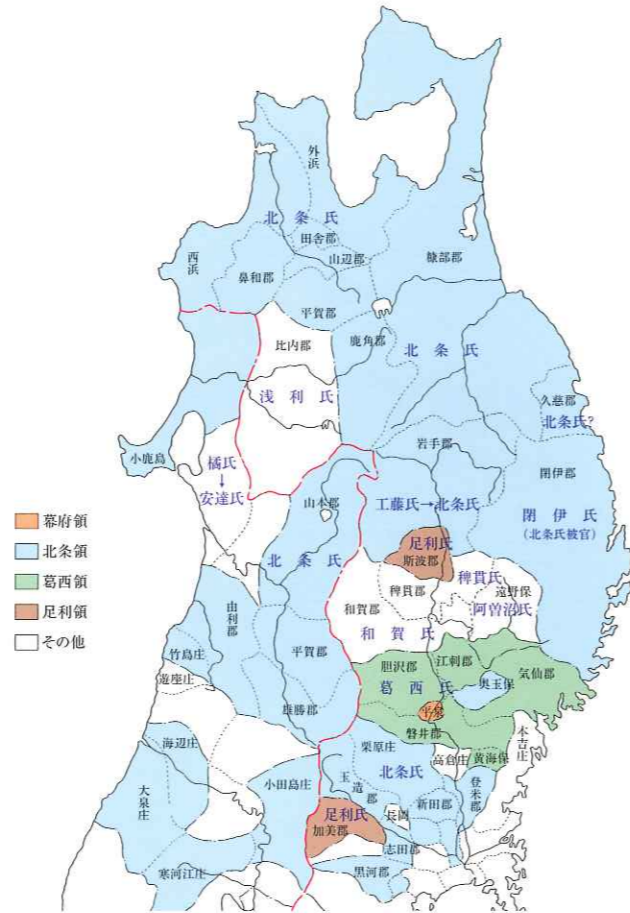 外浜
北条氏
田舎郡
西浜
山辺郡
糠部郡
鼻和郡
平賀郡
比内郡
鹿角郡
北条氏
浅利氏
久慈郡
北条氏?
岩手郡
小鹿島
橘氏
↓
安達氏
閉伊郡
山本郡
工藤氏→北条氏
閉伊氏
(北条氏被官)
足利氏
斯波郡
北条氏
稗貫氏
稗貫郡
遠野保
和賀郡
阿曽沼氏
由利郡
和賀氏
竹島庄
平賀郡
胆沢郡
江刺郡
気仙郡
遊座庄
葛西氏
奥玉保
雄勝郡
平泉
磐井郡
本吉庄
海辺庄
栗原庄
高倉庄
黄海保
北条氏
小田島庄
玉造郡
登米郡
大泉庄
新田郡
足利氏
長岡
加美郡
志田郡
寒河江庄
黒河郡
幕府領
北条領
葛西領
足利領
その他